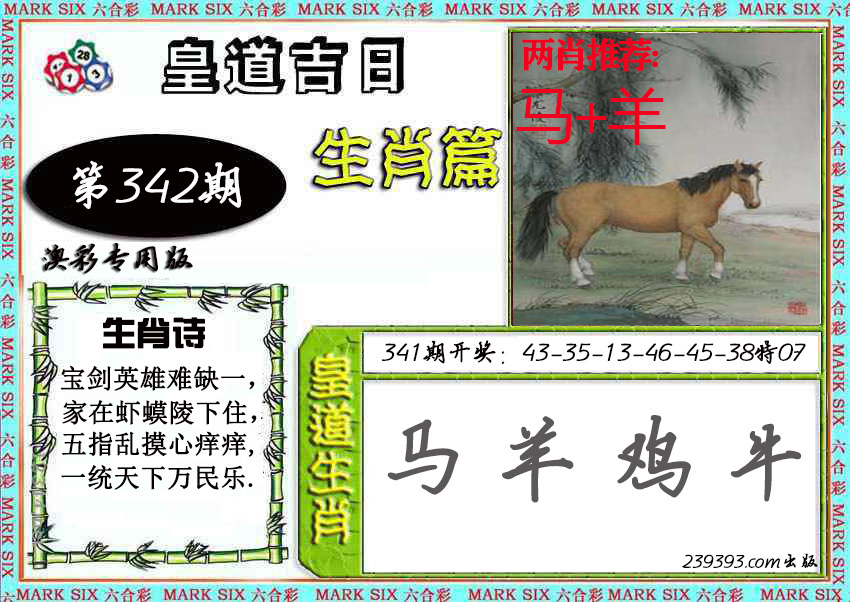 MARK SIX 六合彩 MARK SIX 六合彩 MARK SIX 六合彩 MARK SIX 六合彩 MARK SIX 六合彩 MARK SIX 六合彩
28
1
3
皇道吉日
生肖篇
第342期
澳彩专用版
两肖推荐:
马+羊
生肖诗
宝剑英雄难缺一，
家在虾蟆陵下住，
五指乱摸心痒痒，
一统天下万民乐.
341期开奖：43-35-13-46-45-38特07
皇道生肖
马 羊 鸡 牛
239393.com出版
MARK SIX 六合彩 MARK SIX 六合彩 MARK SIX 六合彩 MARK SIX 六合彩 MARK SIX 六合彩 MARK SIX 六合彩